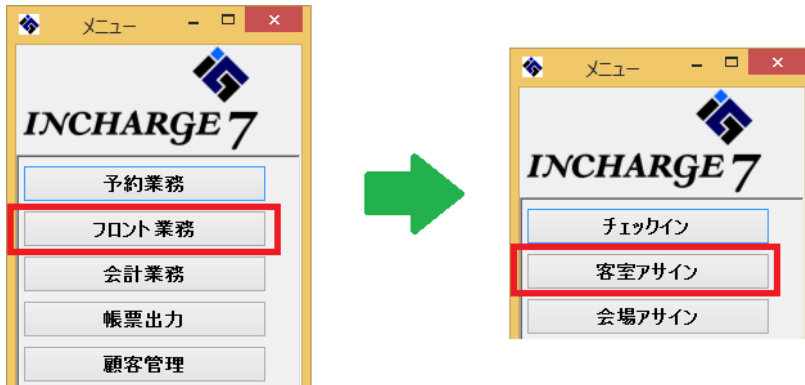 メニュー
INCHARGE 7
予約業務
フロント業務
会計業務
帳票出力
顧客管理
メニュー
INCHARGE 7
チェックイン
客室アサイン
会場アサイン